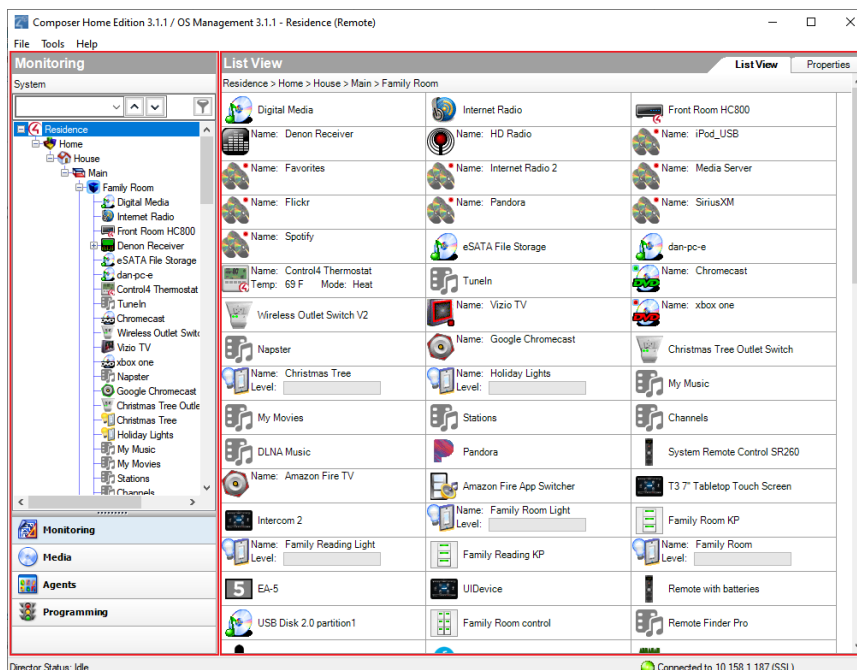 Composer Home Edition 3.1.1 / OS Management 3.1.1 - Residence (Remote)
File Tools Help
Monitoring
System
Residence
Home
House
Main
Family Room
Digital Media
Internet Radio
Front Room HC800
Denon Receiver
eSATA File Storage
dan-pc-e
Control4 Thermostat
TuneIn
Chromecast
Wireless Outlet Switc
Vizio TV
xbox one
Napster
Google Chromecast
Christmas Tree Outle
Christmas Tree
Holiday Lights
My Music
My Movies
Stations
Channels
Monitoring
Media
Agents
Programming
List View
List View Properties
Residence > Home > House > Main > Family Room
Digital Media Internet Radio Front Room HC800
Name: Denon Receiver Name: HD Radio Name: iPod_USB
Name: Favorites Name: Internet Radio 2 Name: Media Server
Name: Flickr Name: Pandora Name: SiriusXM
Name: Spotify eSATA File Storage dan-pc-e
Name: Control4 Thermostat TuneIn Name: Chromecast
Temp: 69 F Mode: Heat
DVD
Wireless Outlet Switch V2 Name: Vizio TV Name: xbox one
DVD
Napster Name: Google Chromecast Christmas Tree Outlet Switch
Name: Christmas Tree Name: Holiday Lights My Music
Level: Level:
My Movies Stations Channels
DLNA Music Pandora System Remote Control SR260
Name: Amazon Fire TV Amazon Fire App Switcher T3 7" Tabletop Touch Screen
Intercom 2 Name: Family Room Light Family Room KP
Level:
Name: Family Reading Light Family Reading KP Name: Family Room
Level: Level:
5 EA-5 UIDevice Remote with batteries
USB Disk 2.0 partition1 Family Room control Remote Finder Pro
Director Status: Idle Connected to 10.158.1.187 (SSL)